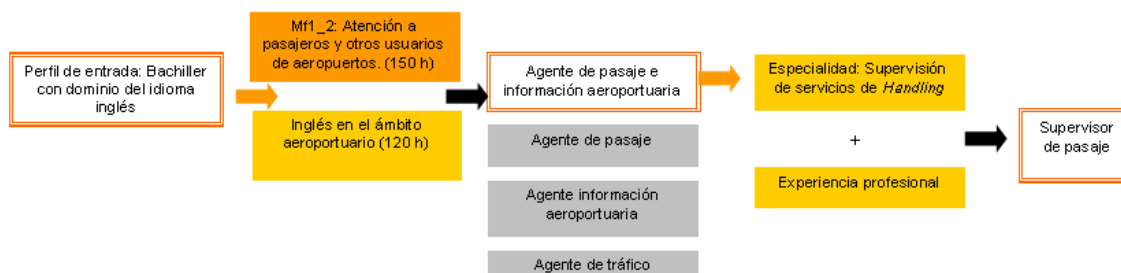 Perfil de entrada: Bachiller
con dominio del idioma
inglés
Mf1_2: Atención a
pasajeros y otros usuarios
de aeropuertos. (150 h)
Inglés en el ámbito
aeroportuario (120 h)
Agente de pasaje e
información aeroportuaria
Agente de pasaje
Agente información
aeroportuaria
Agente de tráfico
Especialidad: Supervisión
de servicios de Handling
+
Experiencia profesional
Supervisor
de pasaje